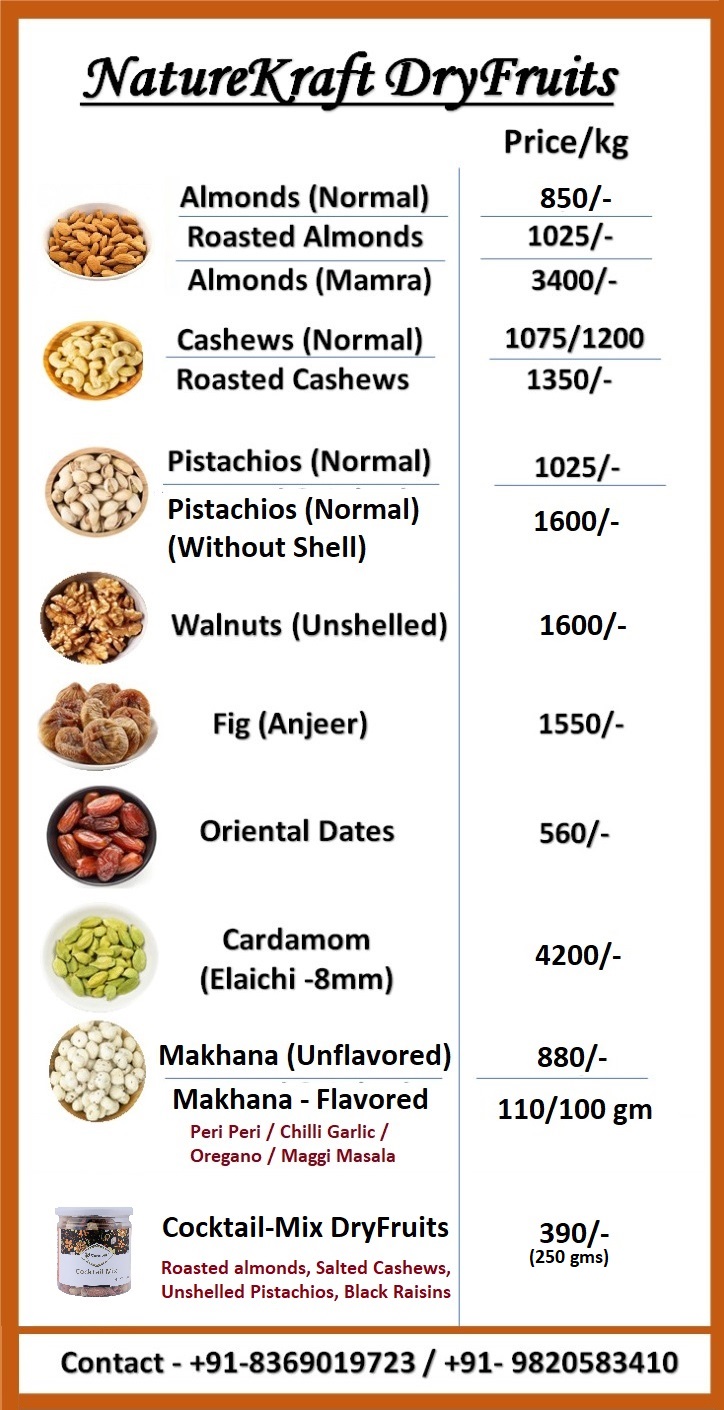 NatureKraft DryFruits
Price/kg
Almonds (Normal) 850/-
Roasted Almonds 1025/-
Almonds (Mamra) 3400/-
Cashews (Normal) 1075/1200
Roasted Cashews 1350/-
Pistachios (Normal) 1025/-
Pistachios (Normal)
(Without Shell) 1600/-
Walnuts (Unshelled) 1600/-
Fig (Anjeer) 1550/-
Oriental Dates 560/-
Cardamom
(Elaichi -8mm) 4200/-
Makhana (Unflavored) 880/-
Makhana - Flavored 110/100 gm
Peri Peri / Chilli Garlic /
Oregano / Maggi Masala
Cocktail-Mix DryFruits 390/-
(250 gms)
Roasted almonds, Salted Cashews,
Unshelled Pistachios, Black Raisins
Cocktail Mix
Contact - +91-8369019723 / +91- 9820583410